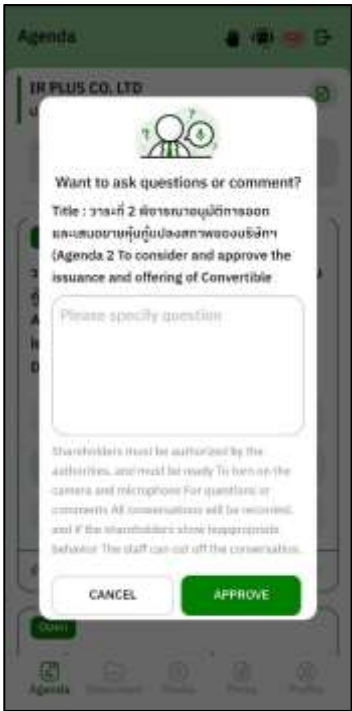 Agenda
IR PLUS CO. LTD
Want to ask questions or comment?
Title : วาระที่ 2 พิจารณาอนุมัติการออก
และเสนอขายหุ้นกู้แปลงสภาพของบริษัทฯ
(Agenda 2 To consider and approve the
issuance and offering of Convertible
Please specify question
Shareholders must be authorized by the
authorities, and must be ready To turn on the
camera and microphone For questions or
comments All conversations will be recorded,
and if the shareholders show inappropriate
behavior The staff can cut off the conversation.
CANCEL
APPROVE
Open
Agenda